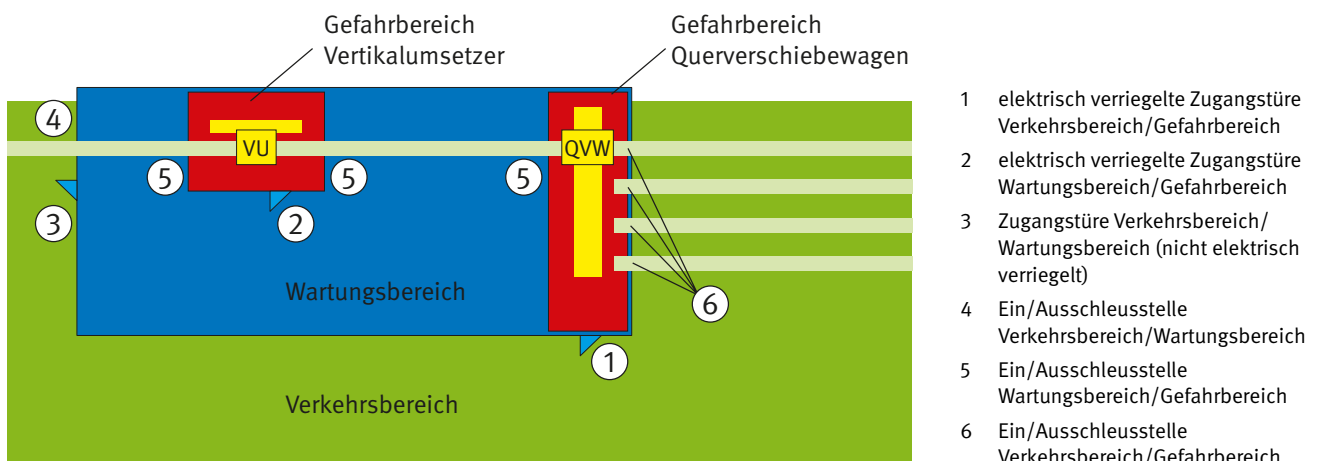 Gefahrbereich
Vertikalumsetzer
Gefahrbereich
Querverschiebewagen
4
VU
QVW
5
5
5
3
2
Wartungsbereich
6
1
Verkehrsbereich
1 elektrisch verriegelte Zugangstüre
Verkehrsbereich/Gefahrbereich
2 elektrisch verriegelte Zugangstüre
Wartungsbereich/Gefahrbereich
3 Zugangstüre Verkehrsbereich/
Wartungsbereich (nicht elektrisch
verriegelt)
4 Ein/Ausschleusstelle
Verkehrsbereich/Wartungsbereich
5 Ein/Ausschleusstelle
Wartungsbereich/Gefahrbereich
6 Ein/Ausschleusstelle
Verkehrsbereich/Gefahrbereich